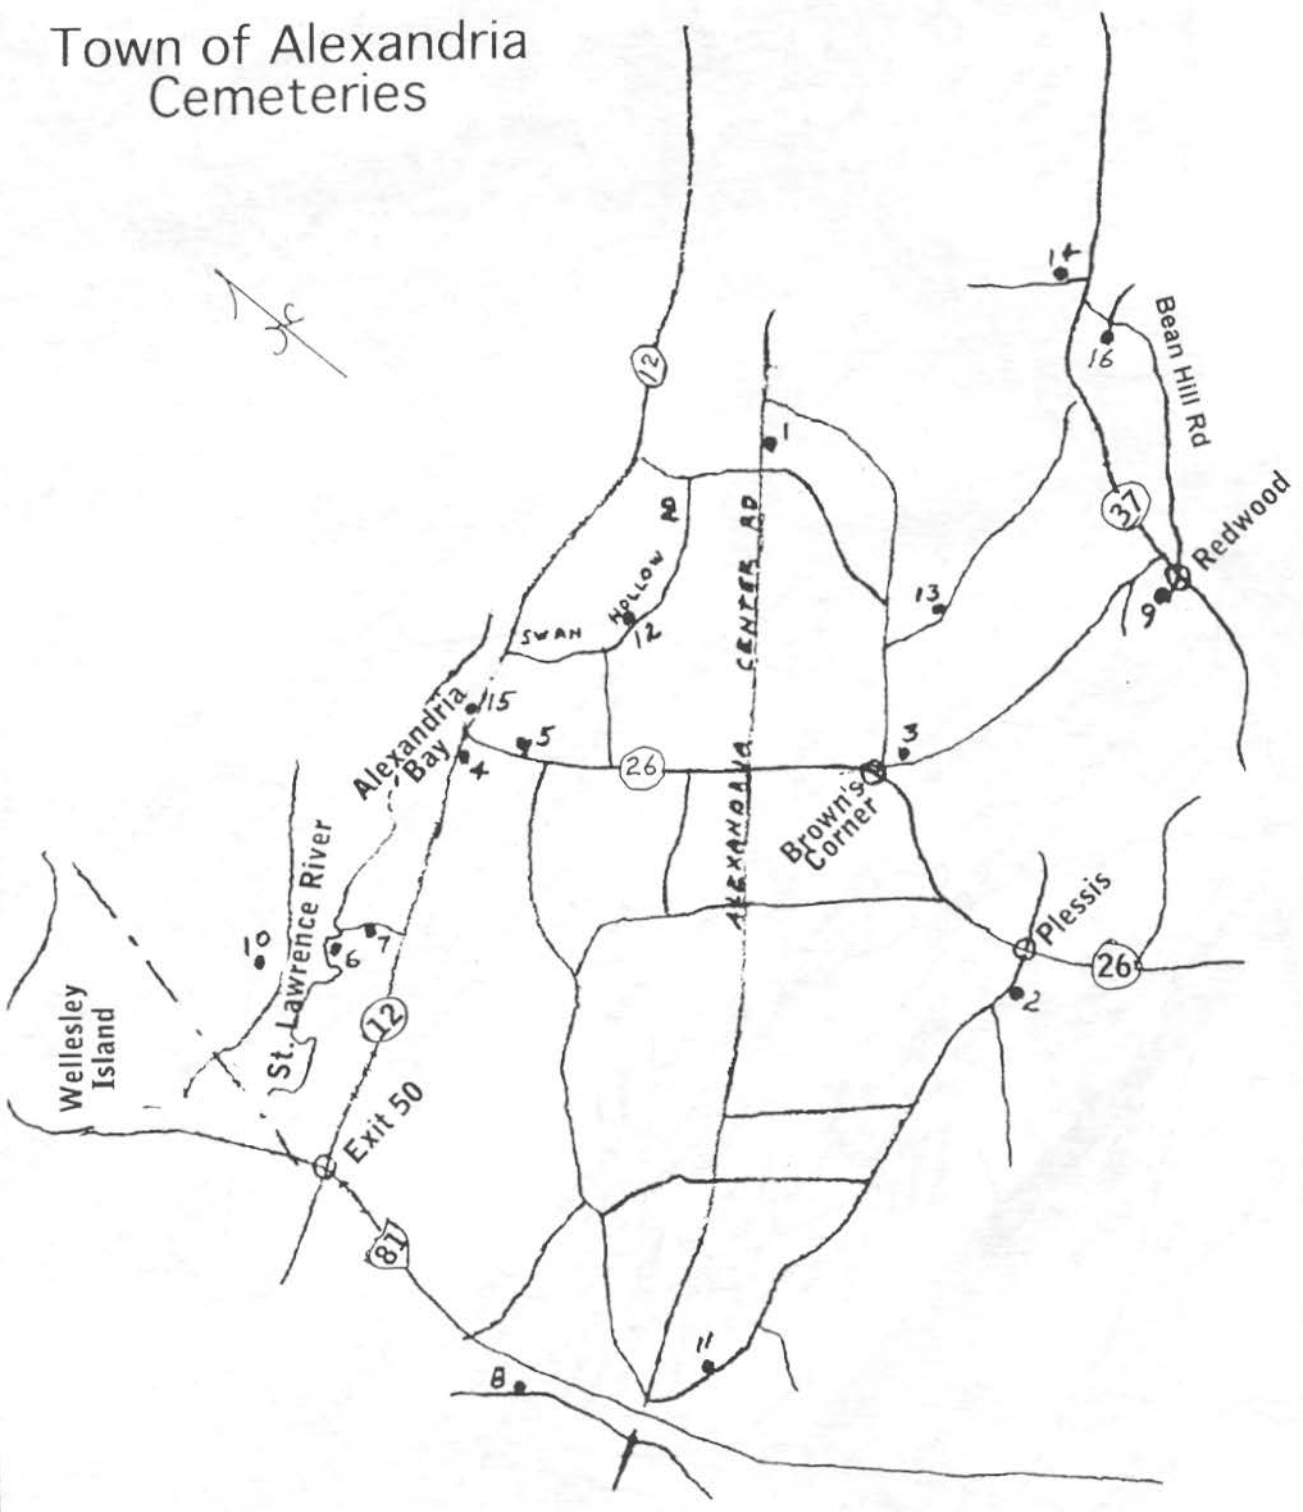 Town of Alexandria
Cemeteries
14
16
Bean Hill Rd
12
1
37
Redwood
SWAN HOLLOW RD
12
ALEXANDRIA CENTER RD
13
9
15
Alexandria
Bay
5
4
26
3
Brown's
Corner
Plessis
26
2
10
St. Lawrence River
6
7
Wellesley
Island
12
Exit 50
81
8
11